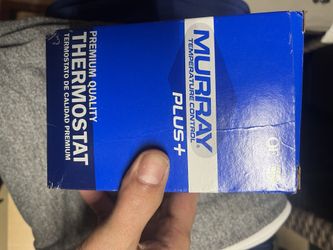 MURRAY
TEMPERATURE CONTROL
PLUS+
PREMIUM QUALITY
THERMOSTAT
TERMOSTATO DE CALIDAD PREMIUM